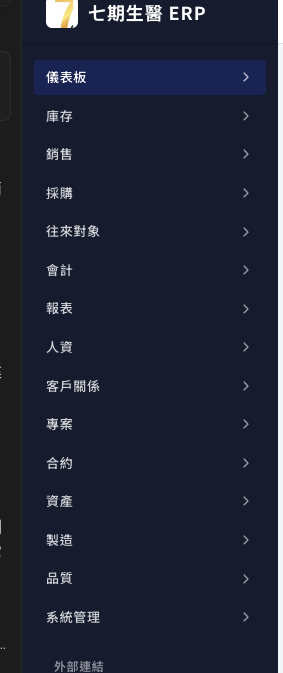 七期生醫 ERP
儀表板
庫存
銷售
採購
往來對象
會計
報表
人資
客戶關係
專案
合約
資產
製造
品質
系統管理
外部連結